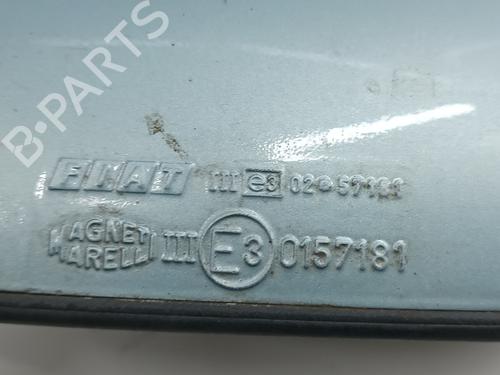 B-PARTS
FIAT III e3 02*57181
MAGNETI MARELLI III E3 0157181